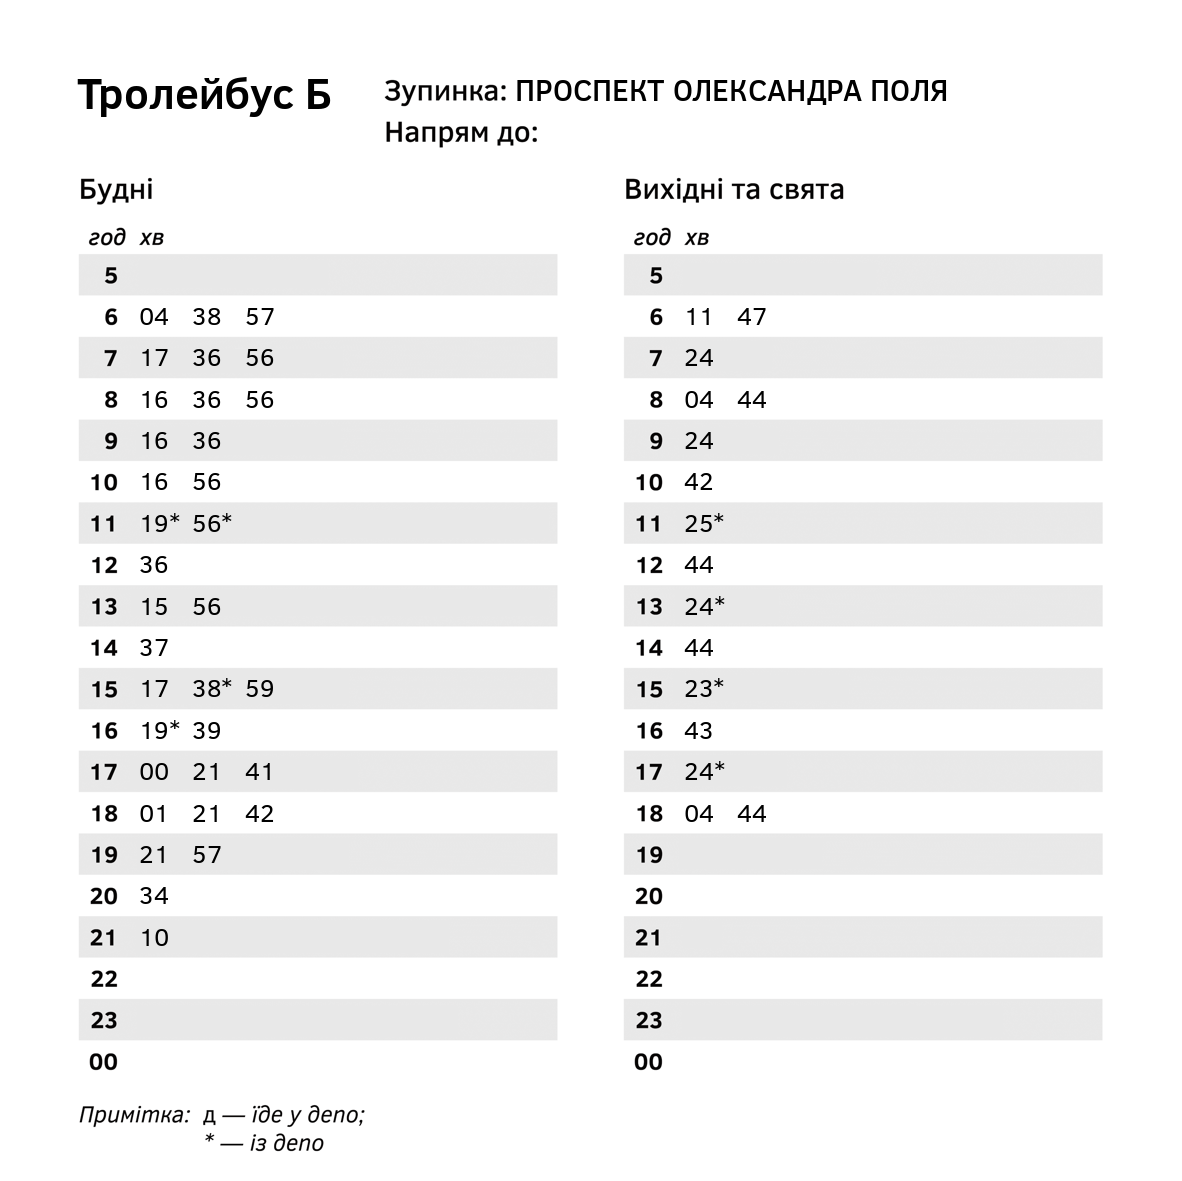 Тролейбус Б
Зупинка: ПРОСПЕКТ ОЛЕКСАНДРА ПОЛЯ
Напрям до:
Будні
год хв
5
6 04 38 57
7 17 36 56
8 16 36 56
9 16 36
10 16 56
11 19* 56*
12 36
13 15 56
14 37
15 17 38* 59
16 19* 39
17 00 21 41
18 01 21 42
19 21 57
20 34
21 10
22
23
00
Вихідні та свята
год хв
5
6 11 47
7 24
8 04 44
9 24
10 42
11 25*
12 44
13 24*
14 44
15 23*
16 43
17 24*
18 04 44
19
20
21
22
23
00
Примітка: д — їде у депо;
* — із депо